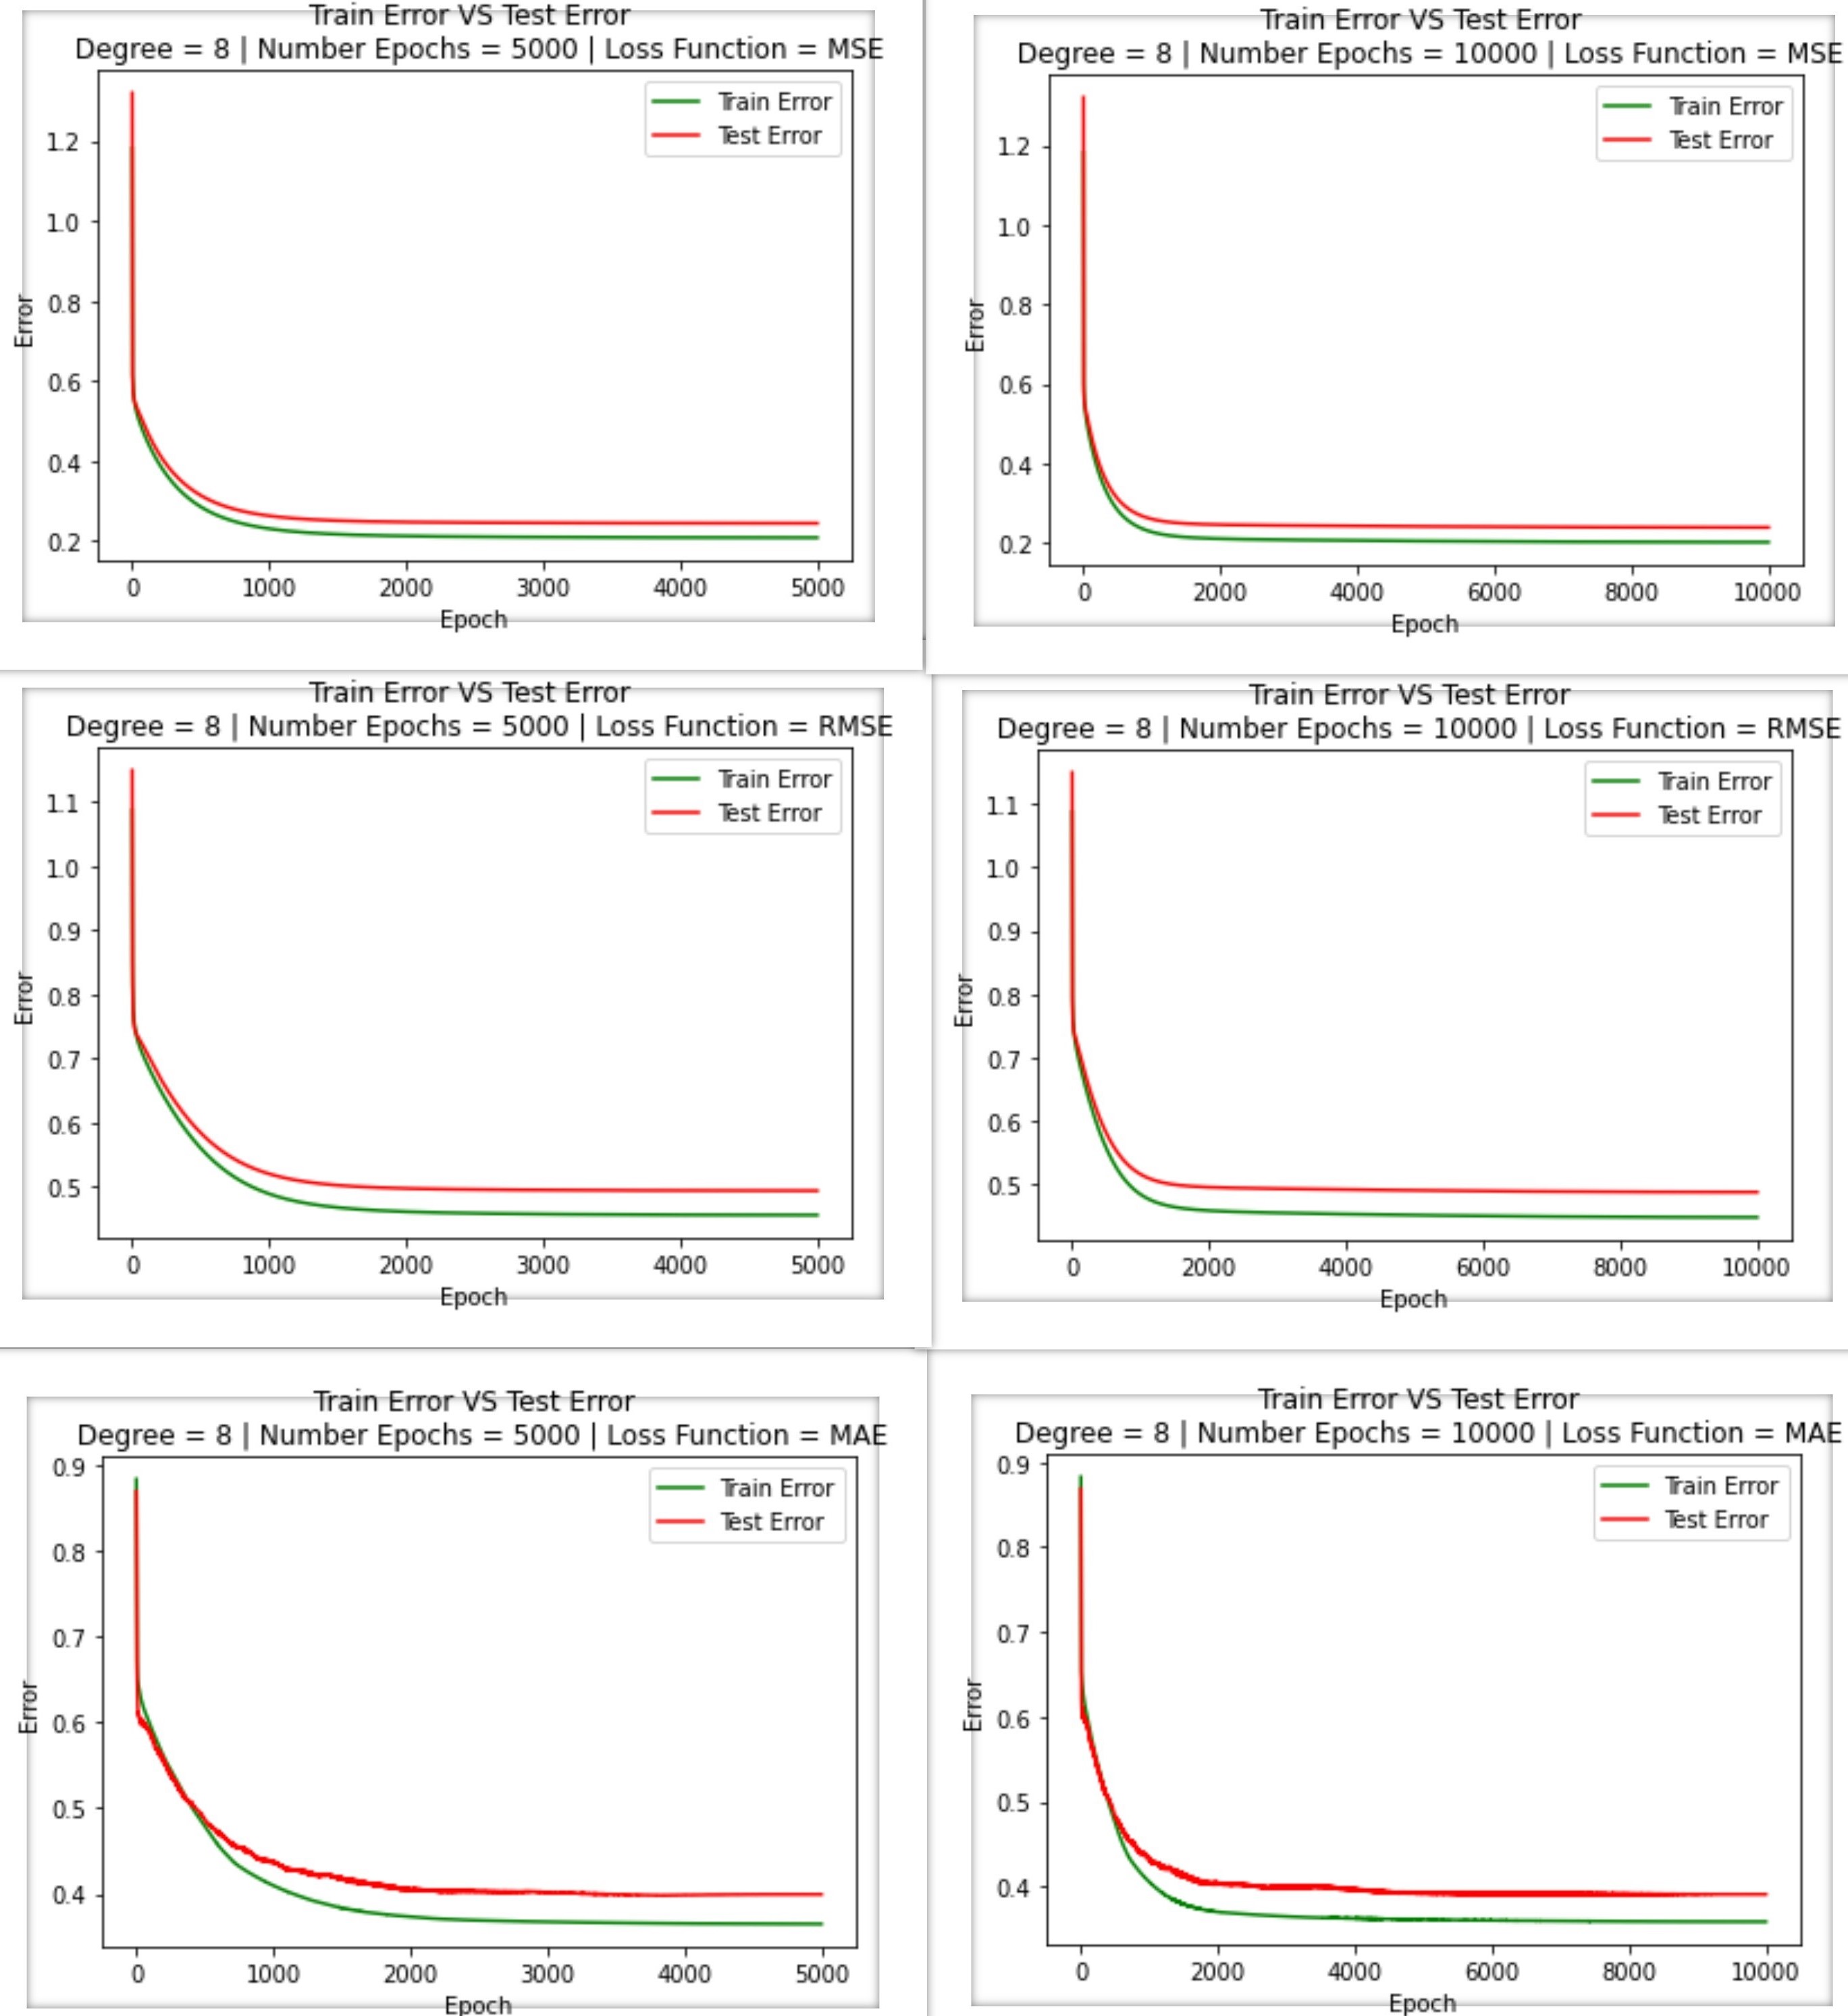 Train Error VS Test Error
Degree = 8 | Number Epochs = 5000 | Loss Function = MSE
Train Error
Test Error
1.2
1.0
0.8
0.6
0.4
0.2
Error
0 1000 2000 3000 4000 5000
Epoch
Train Error VS Test Error
Degree = 8 | Number Epochs = 10000 | Loss Function = MSE
Train Error
Test Error
1.2
1.0
0.8
0.6
0.4
0.2
Error
0 2000 4000 6000 8000 10000
Epoch
Train Error VS Test Error
Degree = 8 | Number Epochs = 5000 | Loss Function = RMSE
Train Error
Test Error
1.1
1.0
0.9
0.8
0.7
0.6
0.5
Error
0 1000 2000 3000 4000 5000
Epoch
Train Error VS Test Error
Degree = 8 | Number Epochs = 10000 | Loss Function = RMSE
Train Error
Test Error
1.1
1.0
0.9
0.8
0.7
0.6
0.5
Error
0 2000 4000 6000 8000 10000
Epoch
Train Error VS Test Error
Degree = 8 | Number Epochs = 5000 | Loss Function = MAE
Train Error
Test Error
0.9
0.8
0.7
0.6
0.5
0.4
Error
0 1000 2000 3000 4000 5000
Epoch
Train Error VS Test Error
Degree = 8 | Number Epochs = 10000 | Loss Function = MAE
Train Error
Test Error
0.9
0.8
0.7
0.6
0.5
0.4
Error
0 2000 4000 6000 8000 10000
Epoch